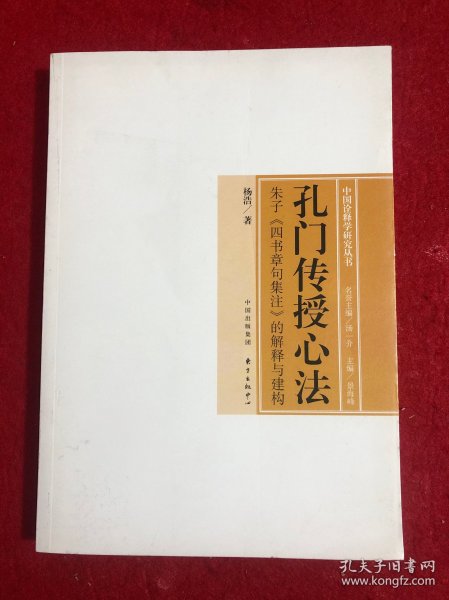 中国诠释学研究丛书
名誉主编／汤一介 主编／景海峰
孔门传授心法
朱子《四书章句集注》的解释与建构
杨浩／著
中国出版集团
东方出版中心
孔夫子旧书网
www.kongfz.com